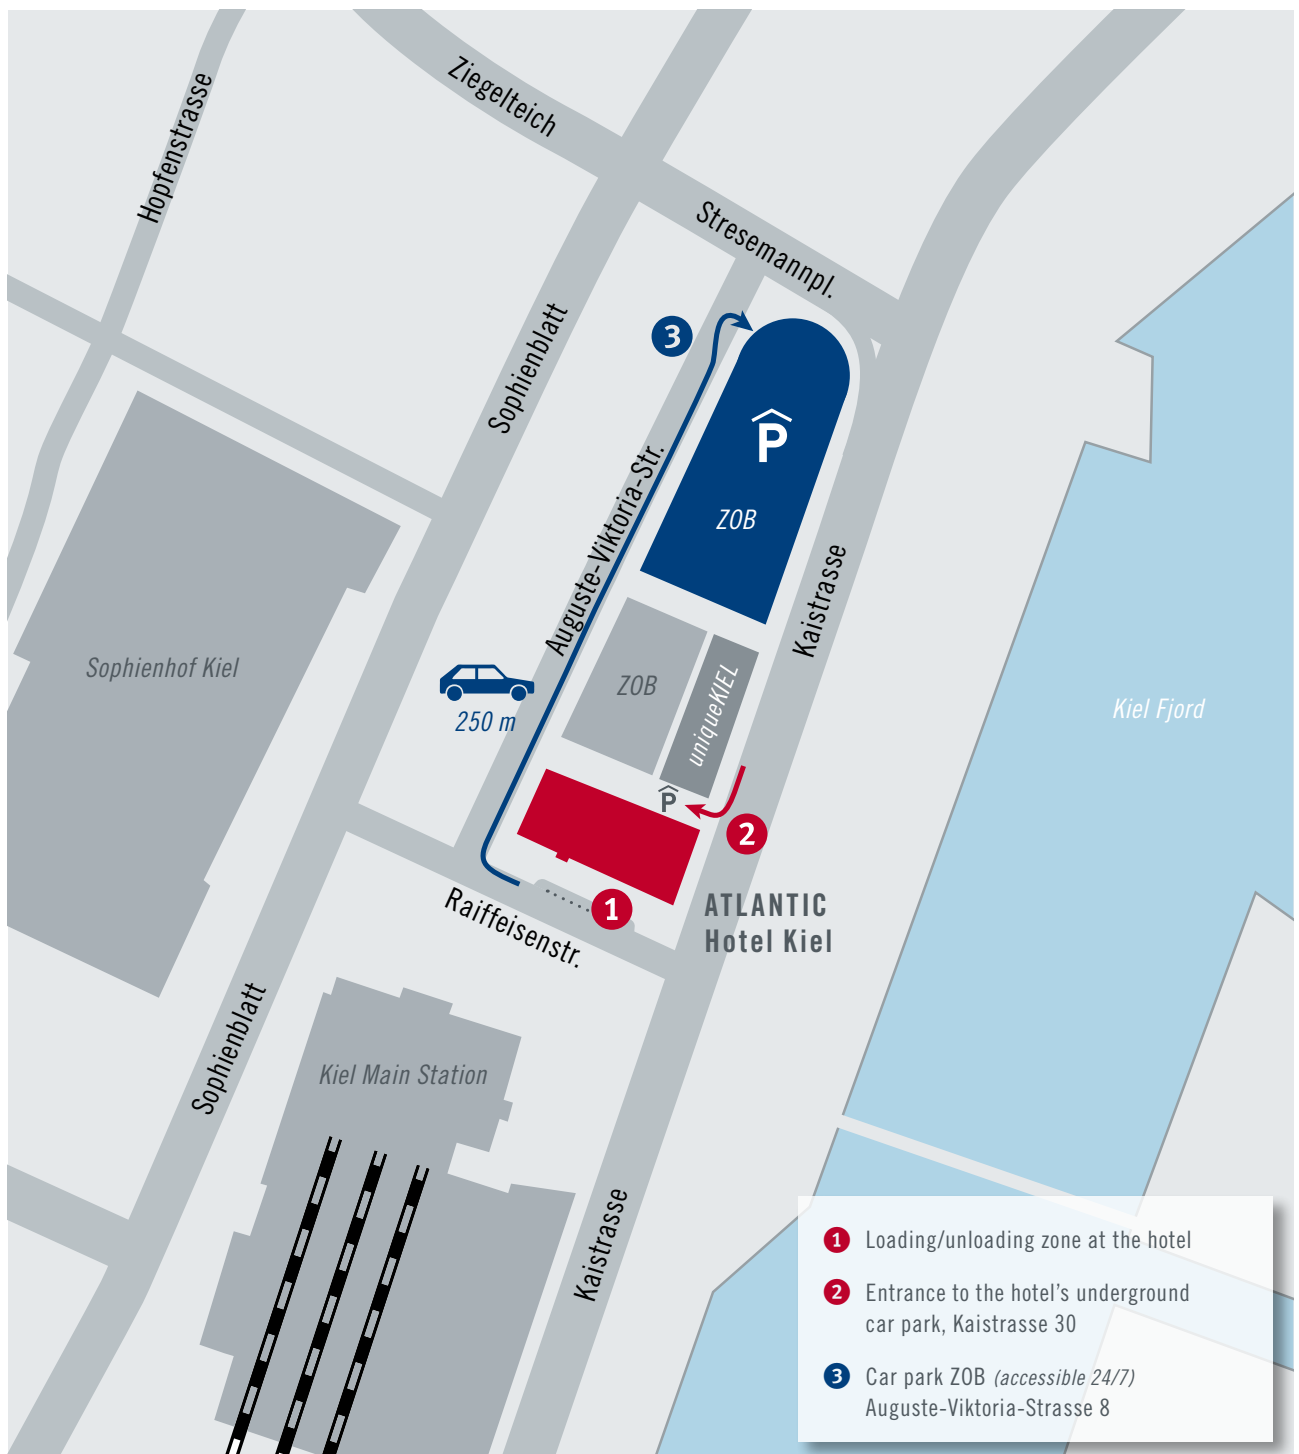 Ziegelteich
Hopfenstrasse
Stresemannpl.
Sophienblatt
3
P
Auguste-Viktoria-Str.
ZOB
Kaistrasse
Sophienhof Kiel
ZOB
uniqueKIEL
250 m
Kiel Fjord
P
2
1
ATLANTIC
Hotel Kiel
Raiffeisenstr.
Sophienblatt
Kiel Main Station
Kaistrasse
1 Loading/unloading zone at the hotel
2 Entrance to the hotel’s underground
car park, Kaistrasse 30
3 Car park ZOB (accessible 24/7)
Auguste-Viktoria-Strasse 8